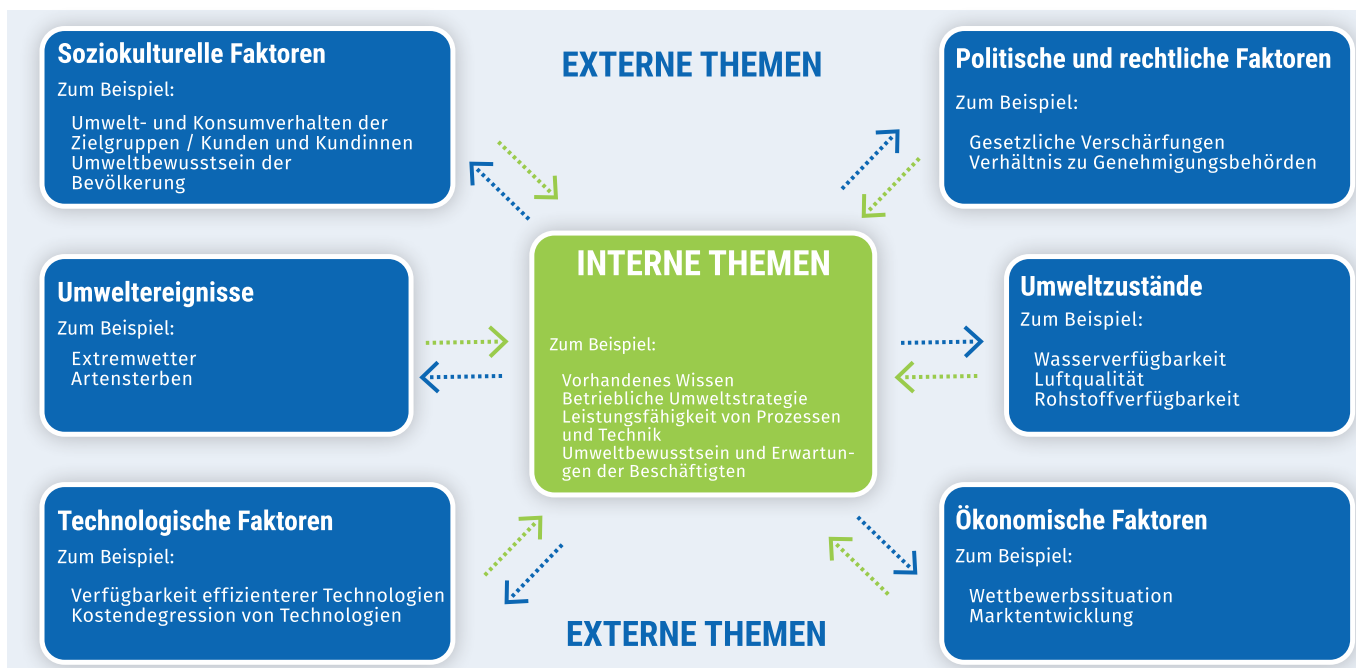 EXTERNE THEMEN
Soziokulturelle Faktoren
Zum Beispiel:
Umwelt- und Konsumverhalten der
Zielgruppen / Kunden und Kundinnen
Umweltbewusstsein der
Bevölkerung
Politische und rechtliche Faktoren
Zum Beispiel:
Gesetzliche Verschärfungen
Verhältnis zu Genehmigungsbehörden
Umweltereignisse
Zum Beispiel:
Extremwetter
Artensterben
INTERNE THEMEN
Zum Beispiel:
Vorhandenes Wissen
Betriebliche Umweltstrategie
Leistungsfähigkeit von Prozessen
und Technik
Umweltbewusstsein und Erwartun-
gen der Beschäftigten
Umweltzustände
Zum Beispiel:
Wasserverfügbarkeit
Luftqualität
Rohstoffverfügbarkeit
Technologische Faktoren
Zum Beispiel:
Verfügbarkeit effizienterer Technologien
Kostendegression von Technologien
Ökonomische Faktoren
Zum Beispiel:
Wettbewerbssituation
Marktentwicklung
EXTERNE THEMEN